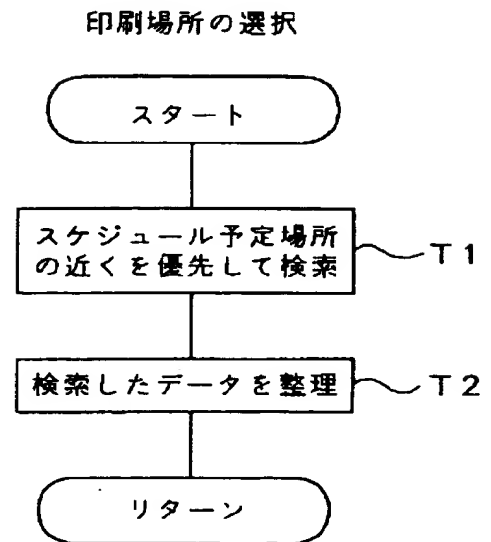 印刷場所の選択
スタート
スケジュール予定場所
の近くを優先して検索
T1
検索したデータを整理
T2
リターン